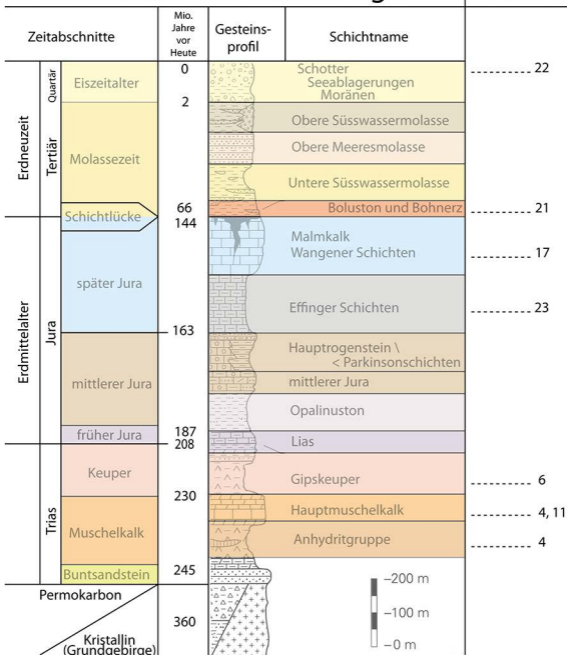 Zeitabschnitte
Mio.
Jahre
vor
Heute
Gesteins-
profil
Schichtname
Erdneuzeit
Quartär
Eiszeitalter
0
Schotter
Seeablagerungen
Moränen
22
2
Tertiär
Molassezeit
Obere Süsswassermolasse
Obere Meeresmolasse
Untere Süsswassermolasse
66
Boluston und Bohnerz
21
Schichtlücke
144
Erdmittelalter
Jura
später Jura
Malmkalk
Wangener Schichten
17
Effinger Schichten
23
163
mittlerer Jura
Hauptrogenstein \
< Parkinsonschichten
mittlerer Jura
Opalinuston
früher Jura
187
208
Lias
Trias
Keuper
Gipskeuper
6
230
Muschelkalk
Hauptmuschelkalk
4, 11
Anhydritgruppe
4
Buntsandstein
245
Permokarbon
360
Kristallin
(Grundgebirge)
–200 m
–100 m
–0 m